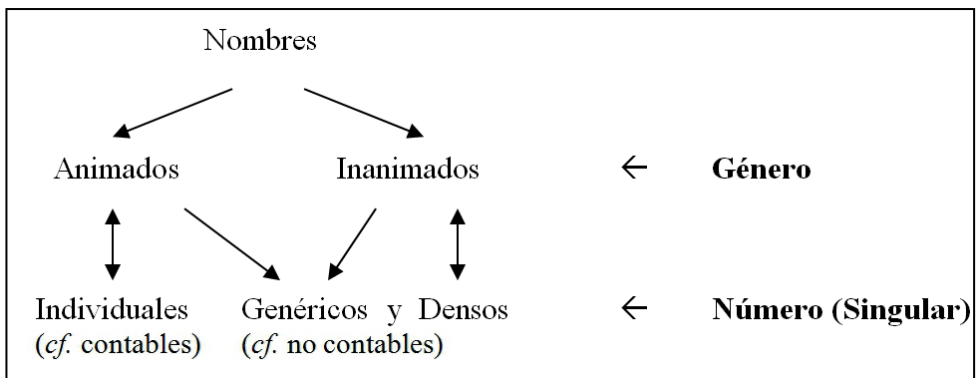 Nombres
Animados Inanimados ← Género
Individuales Genéricos y Densos ← Número (Singular)
(cf. contables) (cf. no contables)